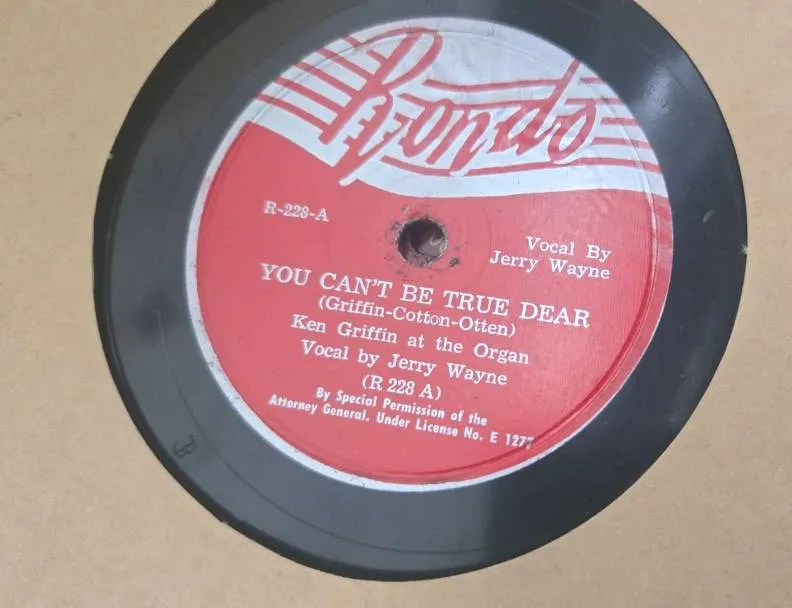 Rondo
R-228-A
Vocal By
Jerry Wayne
YOU CAN'T BE TRUE DEAR
(Griffin-Cotton-Otten)
Ken Griffin at the Organ
Vocal by Jerry Wayne
(R 228 A)
By Special Permission of the
Attorney General. Under License No. E 1277
B